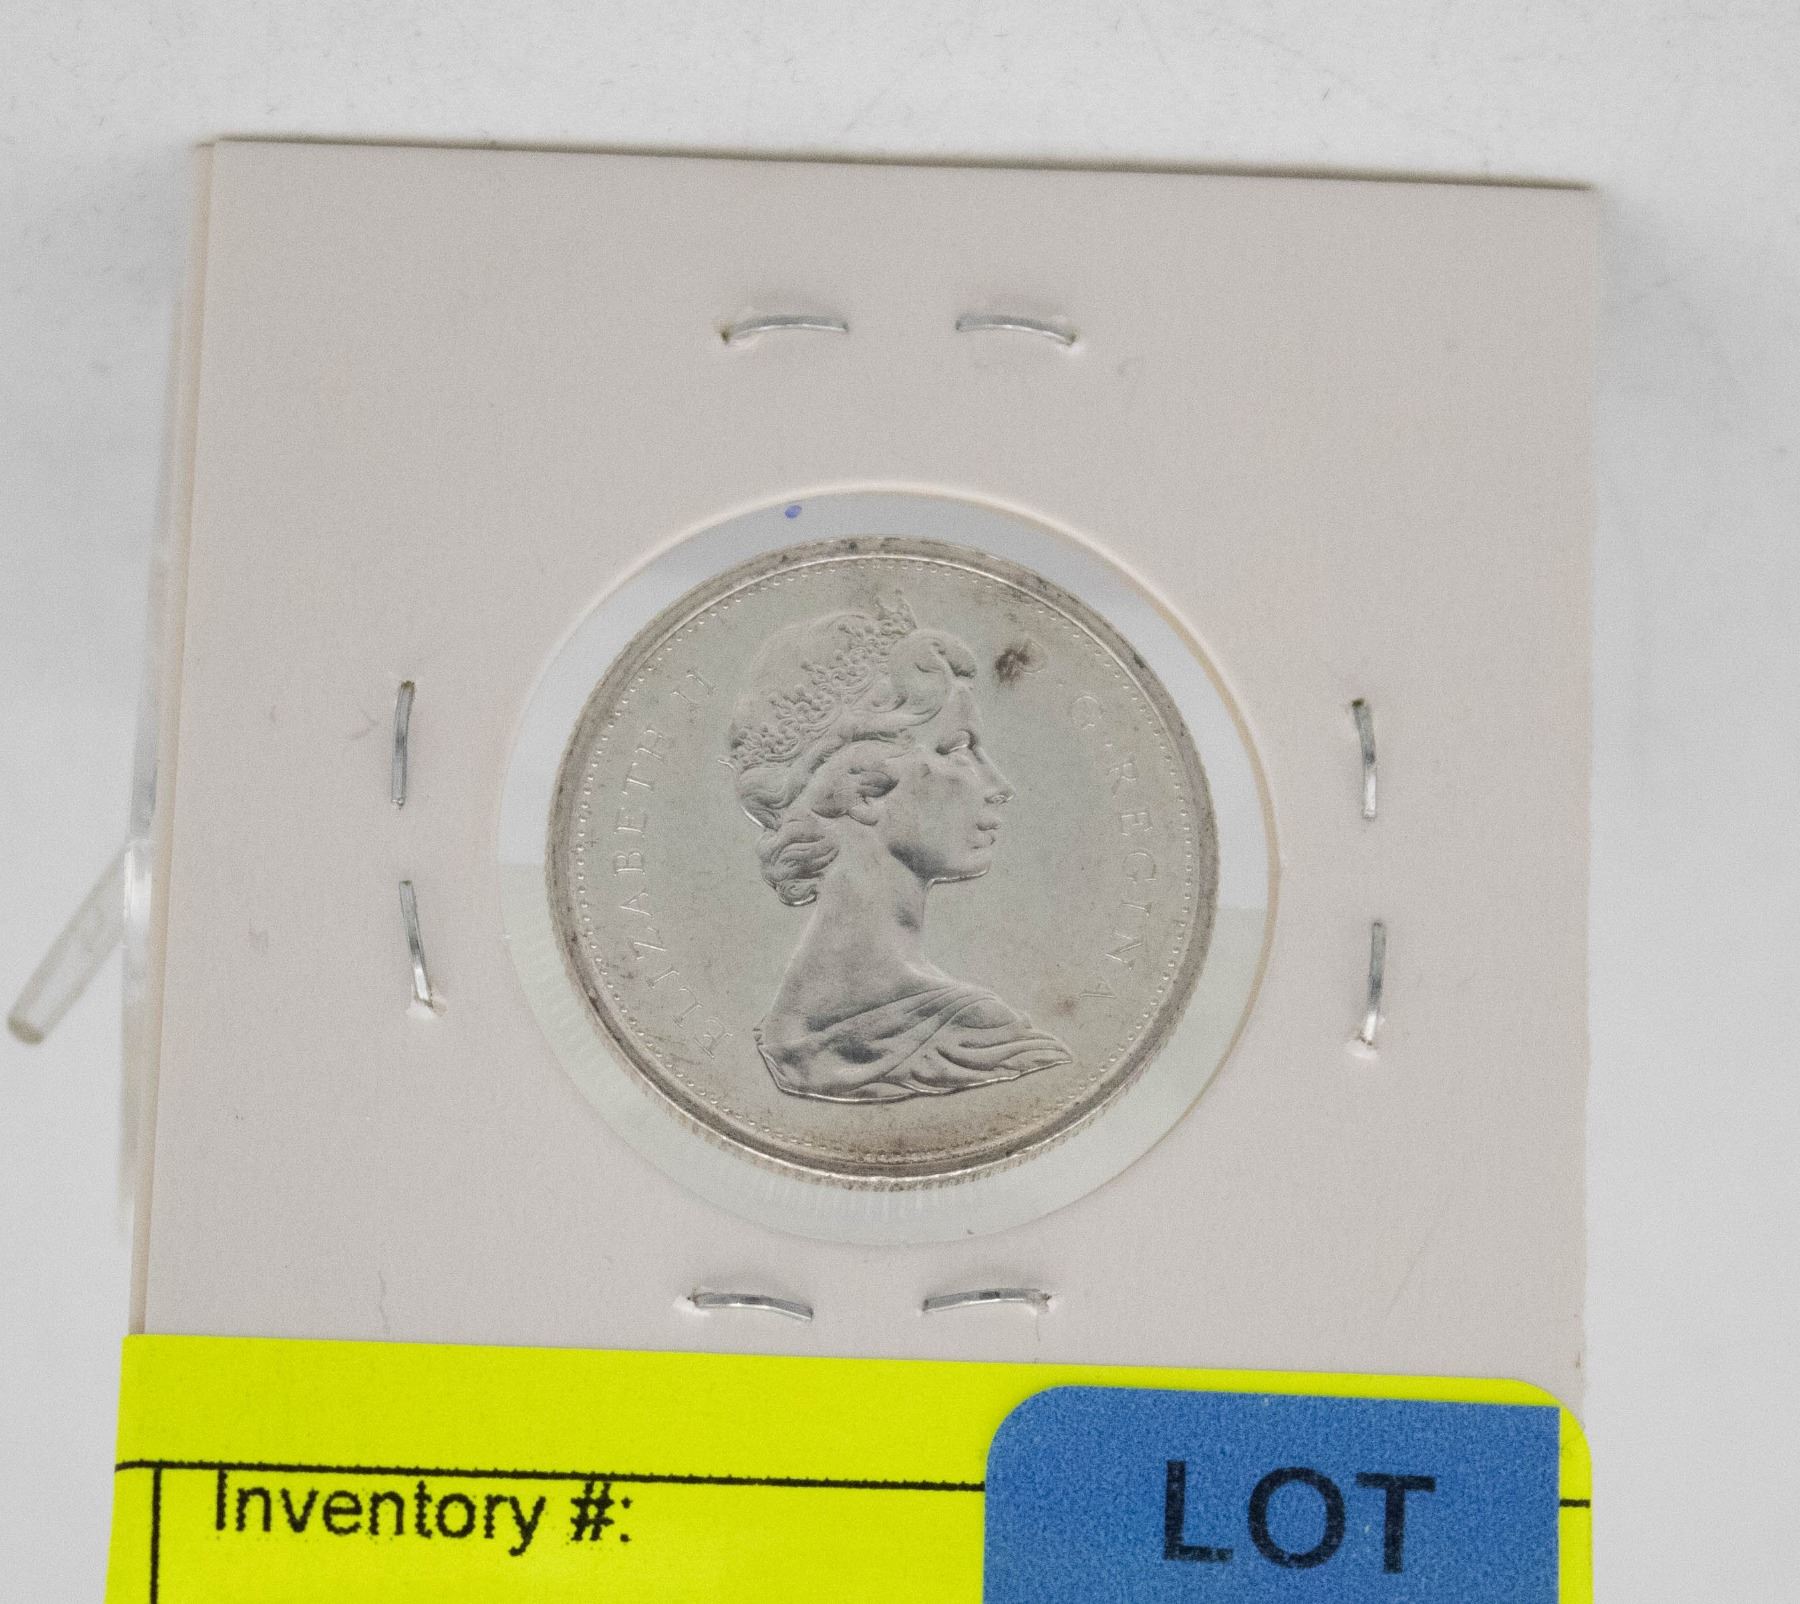 ELIZABETH II D · G · REGINA
Inventory #:
LOT